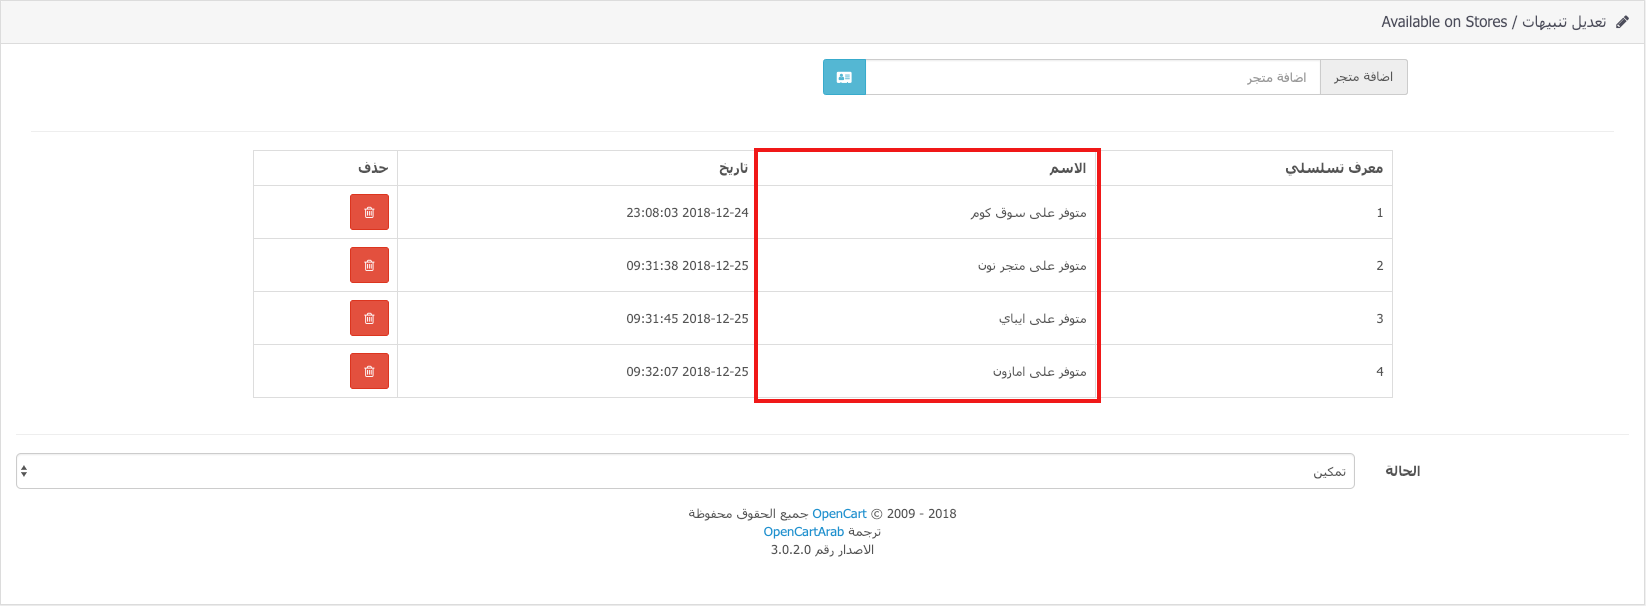 تعديل تنبيهات / Available on Stores
اضافة متجر اضافة متجر
معرف تسلسلي الاسم تاريخ حذف
1 متوفر على سوق كوم 2018-12-24 23:08:03
2 متوفر على متجر نون 2018-12-25 09:31:38
3 متوفر على ايباي 2018-12-25 09:31:45
4 متوفر على امازون 2018-12-25 09:32:07
الحالة تمكين
OpenCart © 2009 - 2018 جميع الحقوق محفوظة
ترجمة OpenCartArab
الاصدار رقم 3.0.2.0